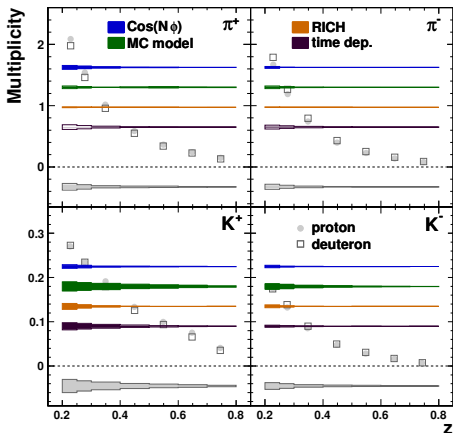 Multiplicity
Cos(Nϕ)
MC model
π⁺
RICH
time dep.
π⁻
2
1
0
K⁺
K⁻
proton
deuteron
0.3
0.2
0.1
0
0.2 0.4 0.6 0.8 0.2 0.4 0.6 0.8
z